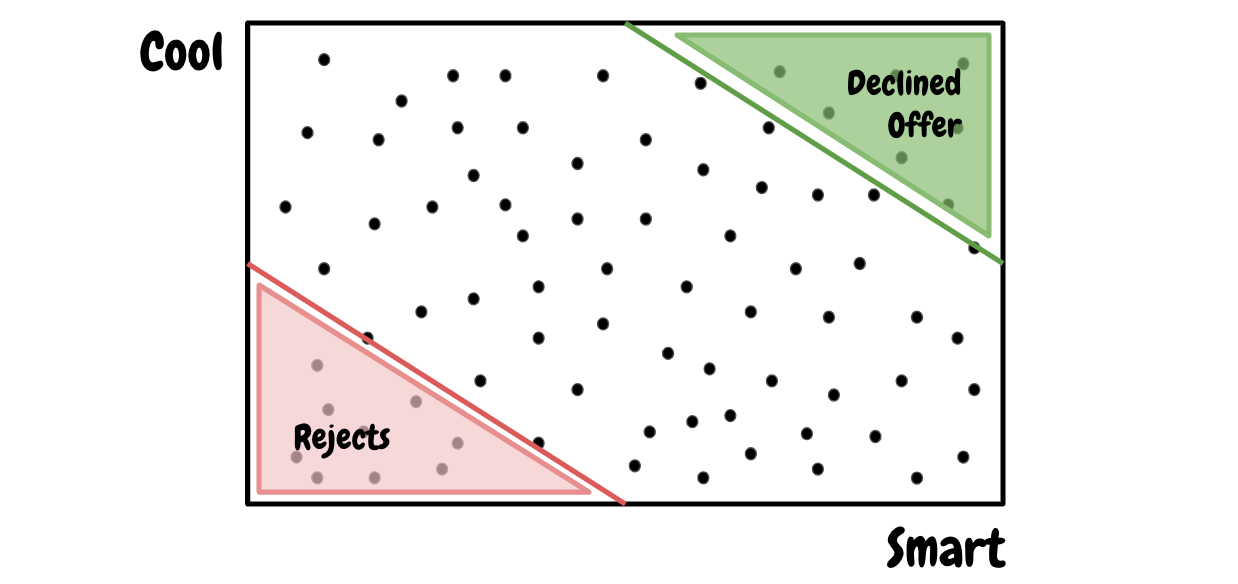 Cool
Declined
Offer
Rejects
Smart